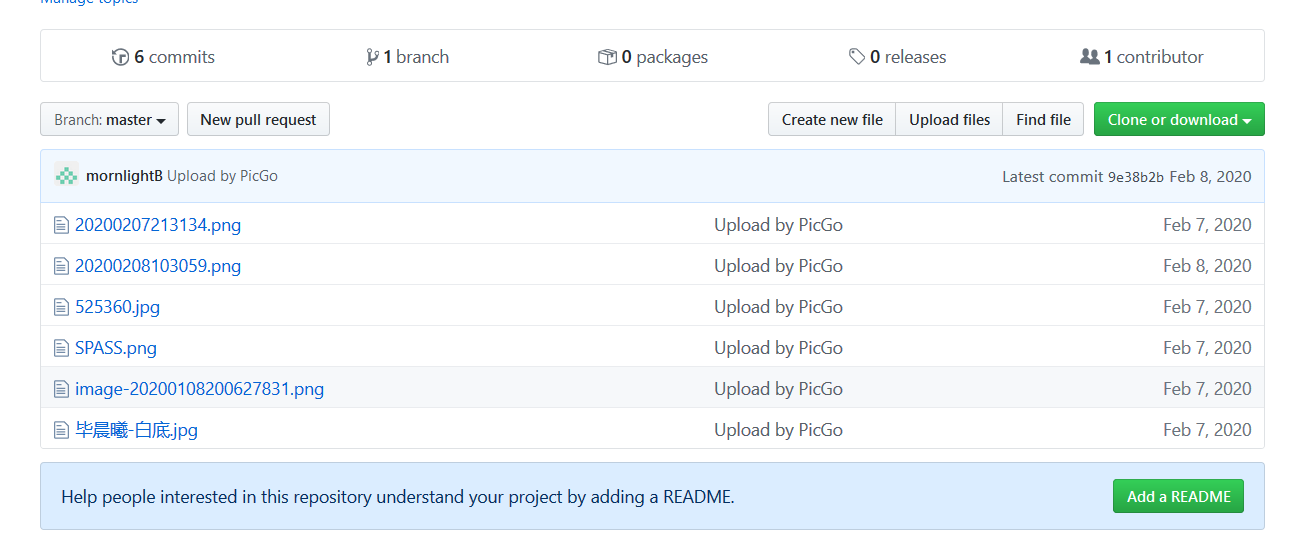 Manage topics
6 commits 1 branch 0 packages 0 releases 1 contributor
Branch: master New pull request Create new file Upload files Find file Clone or download
mornlightB Upload by PicGo Latest commit 9e38b2b Feb 8, 2020
20200207213134.png Upload by PicGo Feb 7, 2020
20200208103059.png Upload by PicGo Feb 8, 2020
525360.jpg Upload by PicGo Feb 7, 2020
SPASS.png Upload by PicGo Feb 7, 2020
image-20200108200627831.png Upload by PicGo Feb 7, 2020
毕晨曦-白底.jpg Upload by PicGo Feb 7, 2020
Help people interested in this repository understand your project by adding a README. Add a README